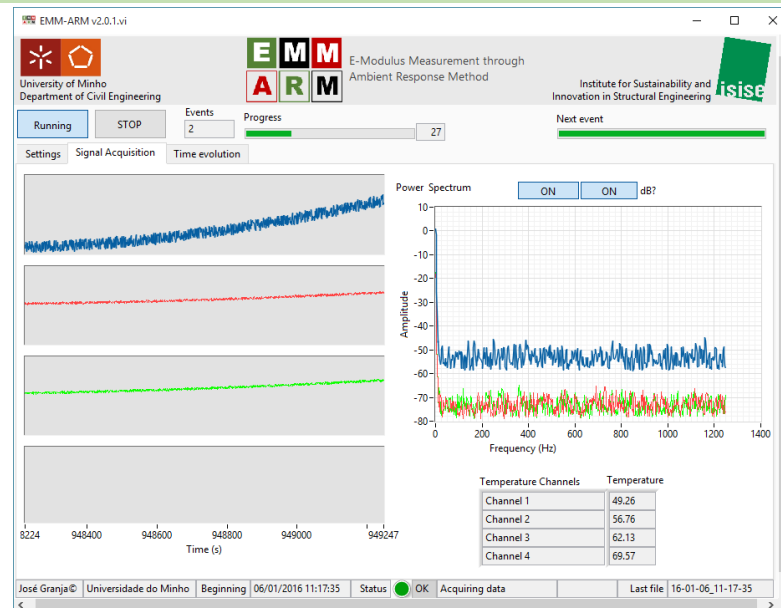 EMM-ARM v2.0.1.vi
University of Minho
Department of Civil Engineering
E M M
A R M
E-Modulus Measurement through
Ambient Response Method
Institute for Sustainability and
Innovation in Structural Engineering
isise
Running
STOP
Events
2
Progress
27
Next event
Settings
Signal Acquisition
Time evolution
Power Spectrum
ON
ON
dB?
10
0
-10
-20
-30
-40
-50
-60
-70
-80
Amplitude
0 200 400 600 800 1000 1200 1400
Frequency (Hz)
8224 948400 948600 948800 949000 949247
Time (s)
Temperature Channels Temperature
Channel 1 49.26
Channel 2 56.76
Channel 3 62.13
Channel 4 69.57
José Granja© Universidade do Minho Beginning 06/01/2016 11:17:35 Status OK Acquiring data Last file 16-01-06_11-17-35